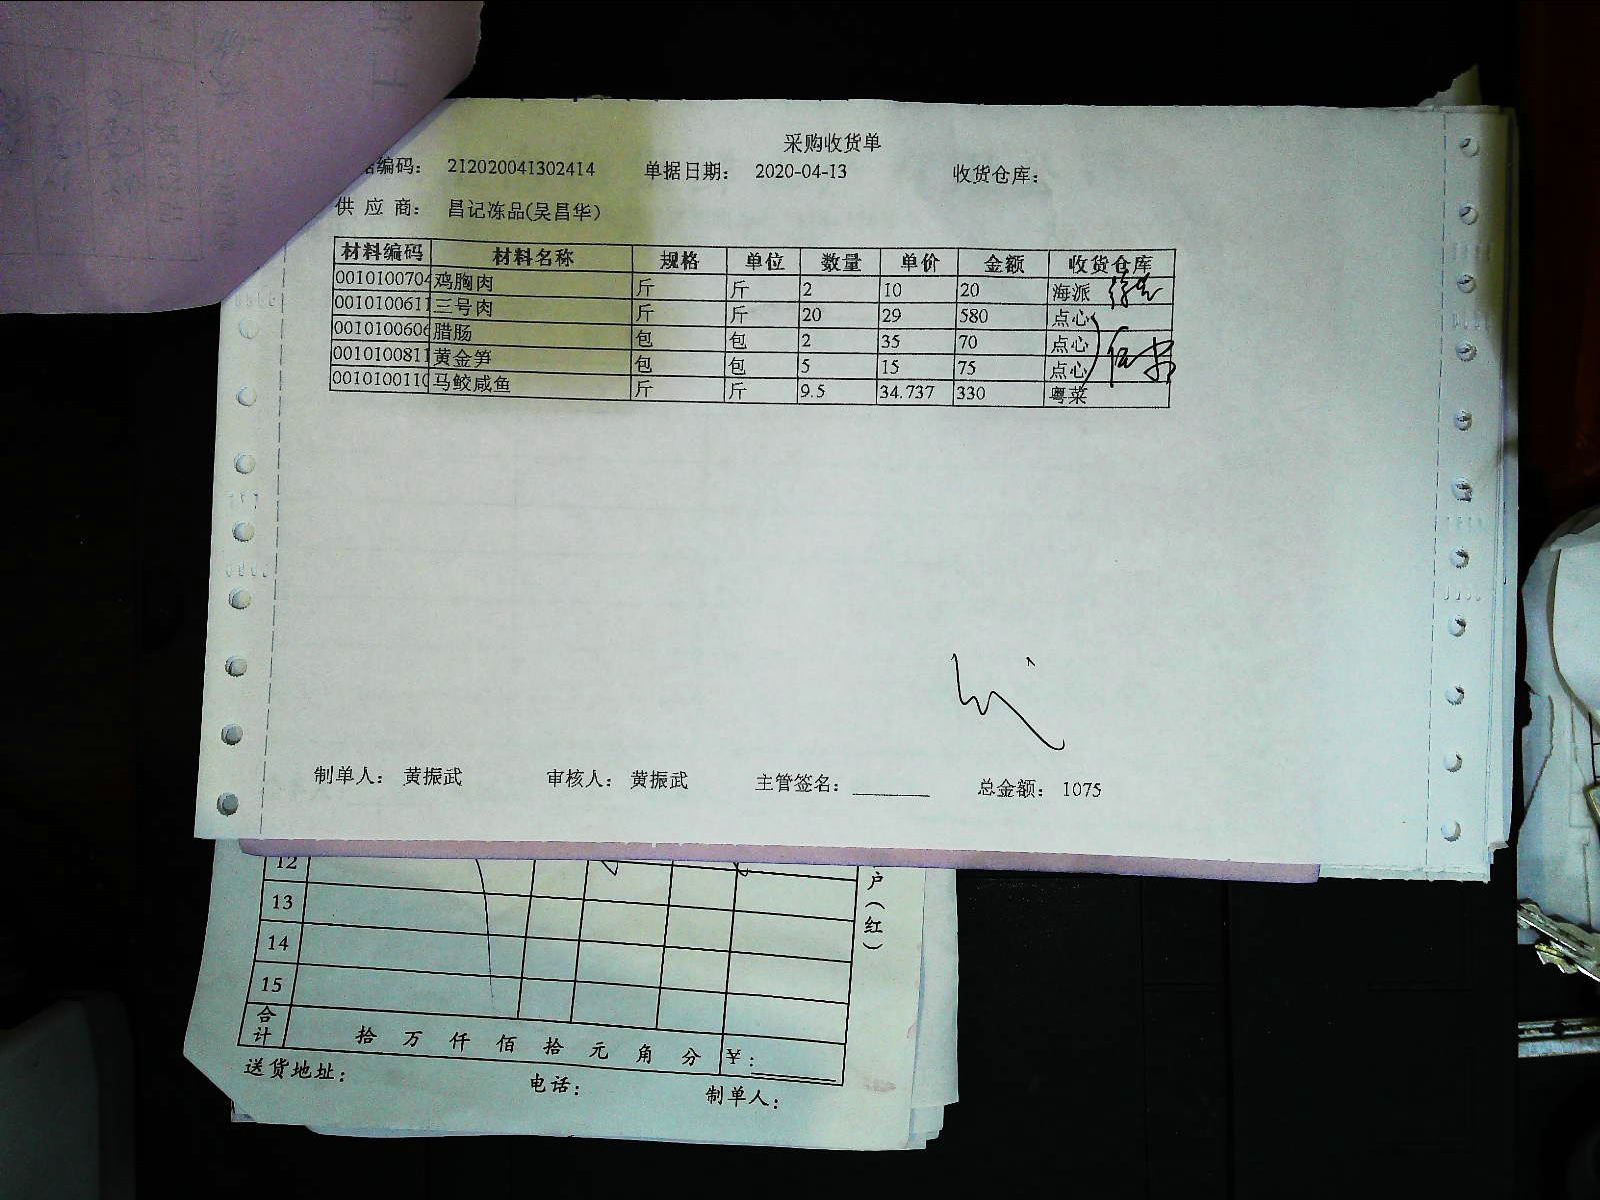 采购收货单
据编码： 212020041302414 单据日期： 2020-04-13 收货仓库：
供 应 商： 昌记冻品(吴昌华)
材料编码 材料名称 规格 单位 数量 单价 金额 收货仓库
0010100704 鸡胸肉 斤 斤 2 10 20 海派
0010100611 三号肉 斤 斤 20 29 580 点心
0010100606 腊肠 包 包 2 35 70 点心
0010100811 黄金笋 包 包 5 15 75 点心
0010100110 马鲛咸鱼 斤 斤 9.5 34.737 330 粤菜
制单人： 黄振武 审核人： 黄振武 主管签名： 总金额： 1075
12
13
14
15
户（红）
合计 拾 万 仟 佰 拾 元 角 分 ￥：
送货地址： 电话： 制单人：